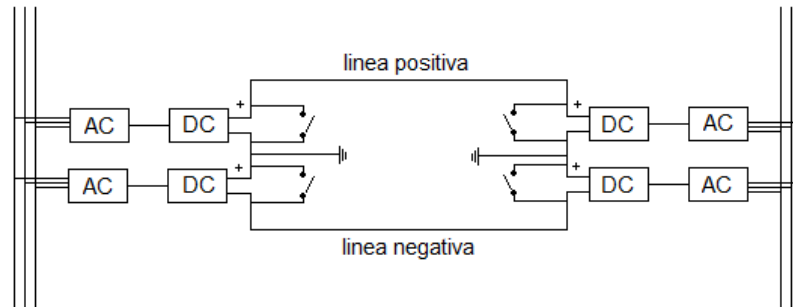 linea positiva
+ +
AC DC DC AC
+ +
AC DC DC AC
linea negativa